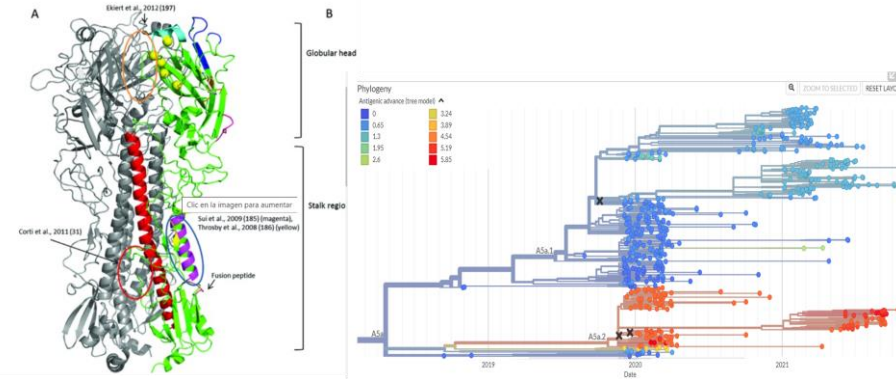 A
Ekiert et al., 2012 (197)
B
Globular head
Clic en la imagen para aumentar
Stalk regio
Sui et al., 2009 (185) (magenta),
Throsby et al., 2008 (186) (yellow)
Corti et al., 2011 (31)
Fusion peptide
Phylogeny
ZOOM TO SELECTED
RESET LAYO
Antigenic advance (tree model)
0
0.65
1.3
1.95
2.6
3.24
3.89
4.54
5.19
5.85
A5a.1
A5a
A5a.2
2019
2020
2021
Date